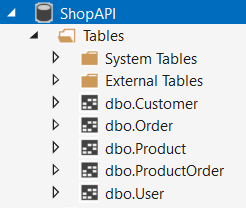 ShopAPI
Tables
System Tables
External Tables
dbo.Customer
dbo.Order
dbo.Product
dbo.ProductOrder
dbo.User